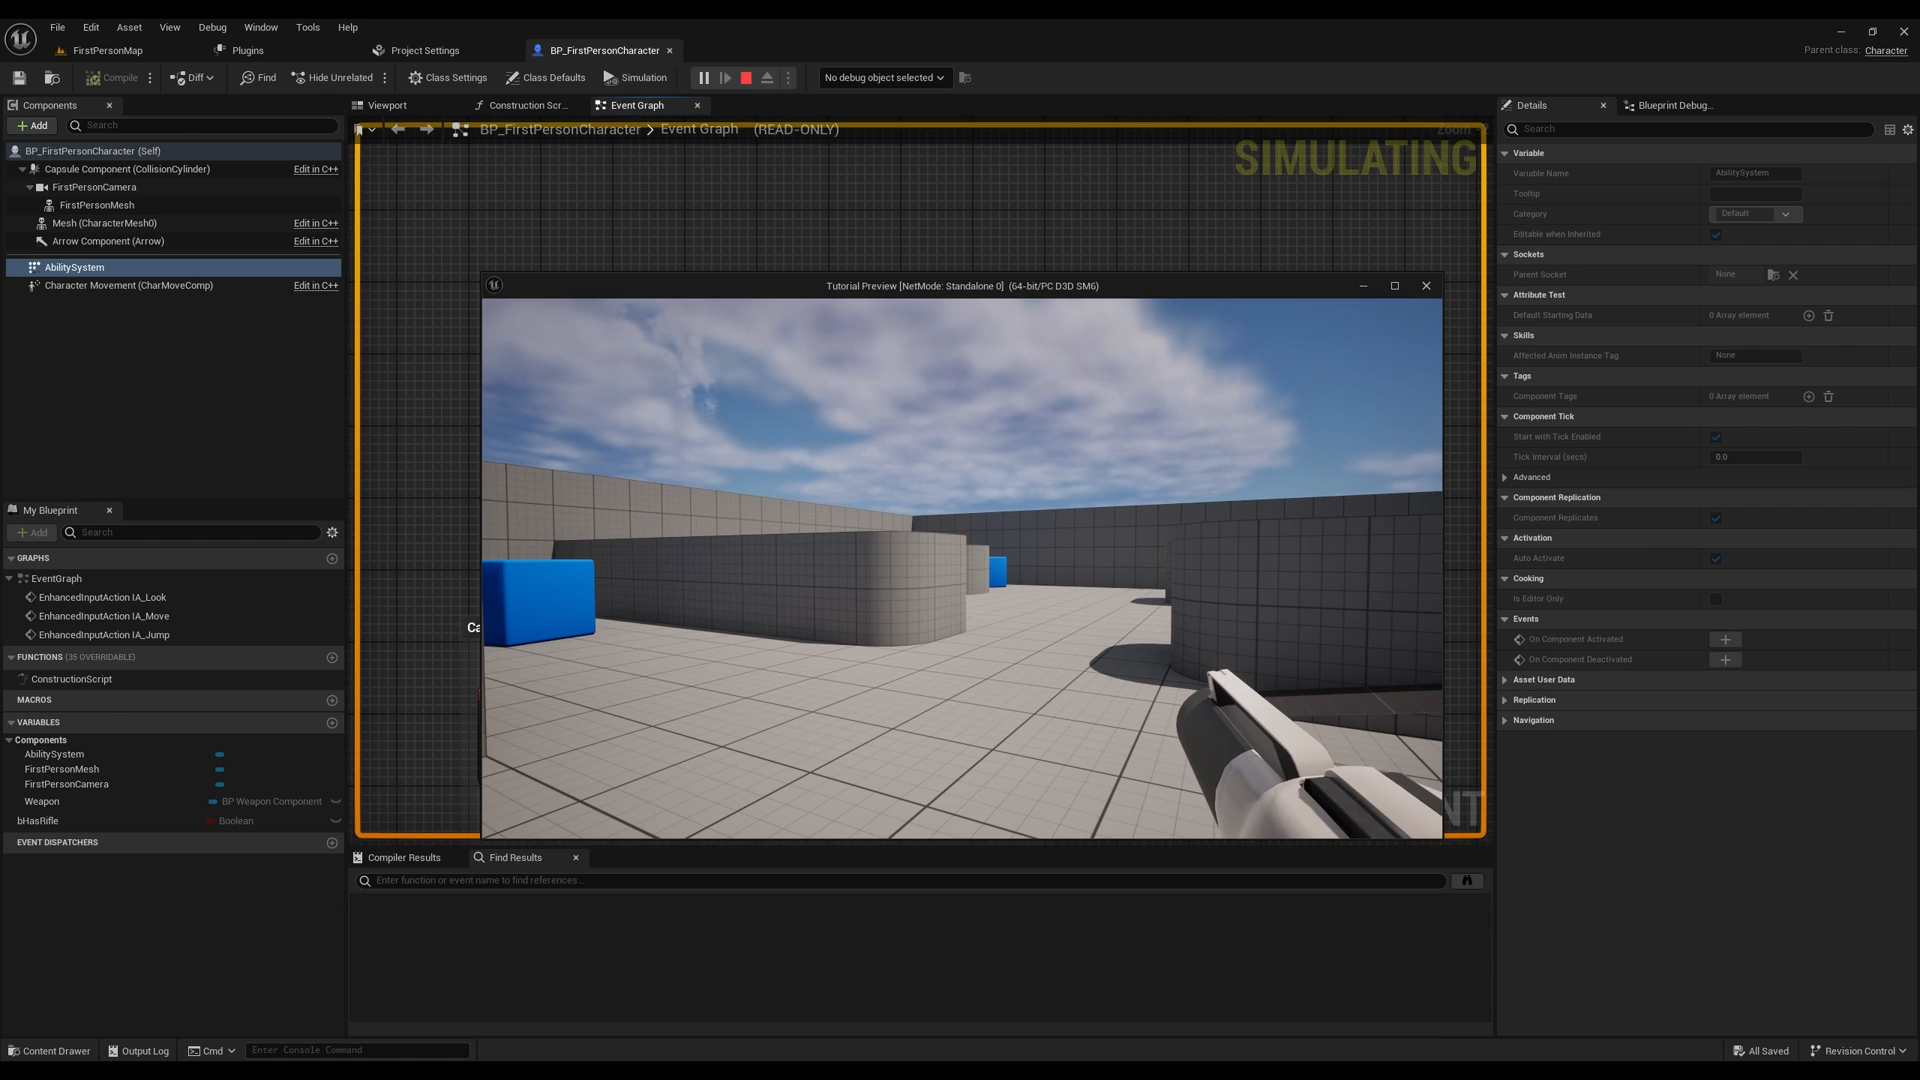 File Edit Asset View Debug Window Tools Help
FirstPersonMap Plugins Project Settings BP_FirstPersonCharacter
Parent class: Character
Compile Diff Find Hide Unrelated Class Settings Class Defaults Simulation No debug object selected
Components
Add Search
BP_FirstPersonCharacter (Self)
Capsule Component (CollisionCylinder) Edit in C++
FirstPersonCamera
FirstPersonMesh
Mesh (CharacterMesh0) Edit in C++
Arrow Component (Arrow) Edit in C++
AbilitySystem
Character Movement (CharMoveComp) Edit in C++
My Blueprint
Add Search
GRAPHS
EventGraph
EnhancedInputAction IA_Look
EnhancedInputAction IA_Move
EnhancedInputAction IA_Jump
FUNCTIONS (35 OVERRIDABLE)
ConstructionScript
MACROS
VARIABLES
Components
AbilitySystem
FirstPersonMesh
FirstPersonCamera
Weapon BP Weapon Component
bHasRifle Boolean
EVENT DISPATCHERS
Viewport Construction Scr... Event Graph
BP_FirstPersonCharacter > Event Graph (READ-ONLY)
SIMULATING
Tutorial Preview [NetMode: Standalone 0] (64-bit/PC D3D SM6)
Ca
NT
Compiler Results Find Results
Enter function or event name to find references...
Details Blueprint Debug...
Search
Variable
Variable Name AbilitySystem
Tooltip
Category Default
Editable when Inherited
Sockets
Parent Socket None
Attribute Test
Default Starting Data 0 Array element
Skills
Affected Anim Instance Tag None
Tags
Component Tags 0 Array element
Component Tick
Start with Tick Enabled
Tick Interval (secs) 0.0
Advanced
Component Replication
Component Replicates
Activation
Auto Activate
Cooking
Is Editor Only
Events
On Component Activated
On Component Deactivated
Asset User Data
Replication
Navigation
Content Drawer Output Log Cmd Enter Console Command All Saved Revision Control